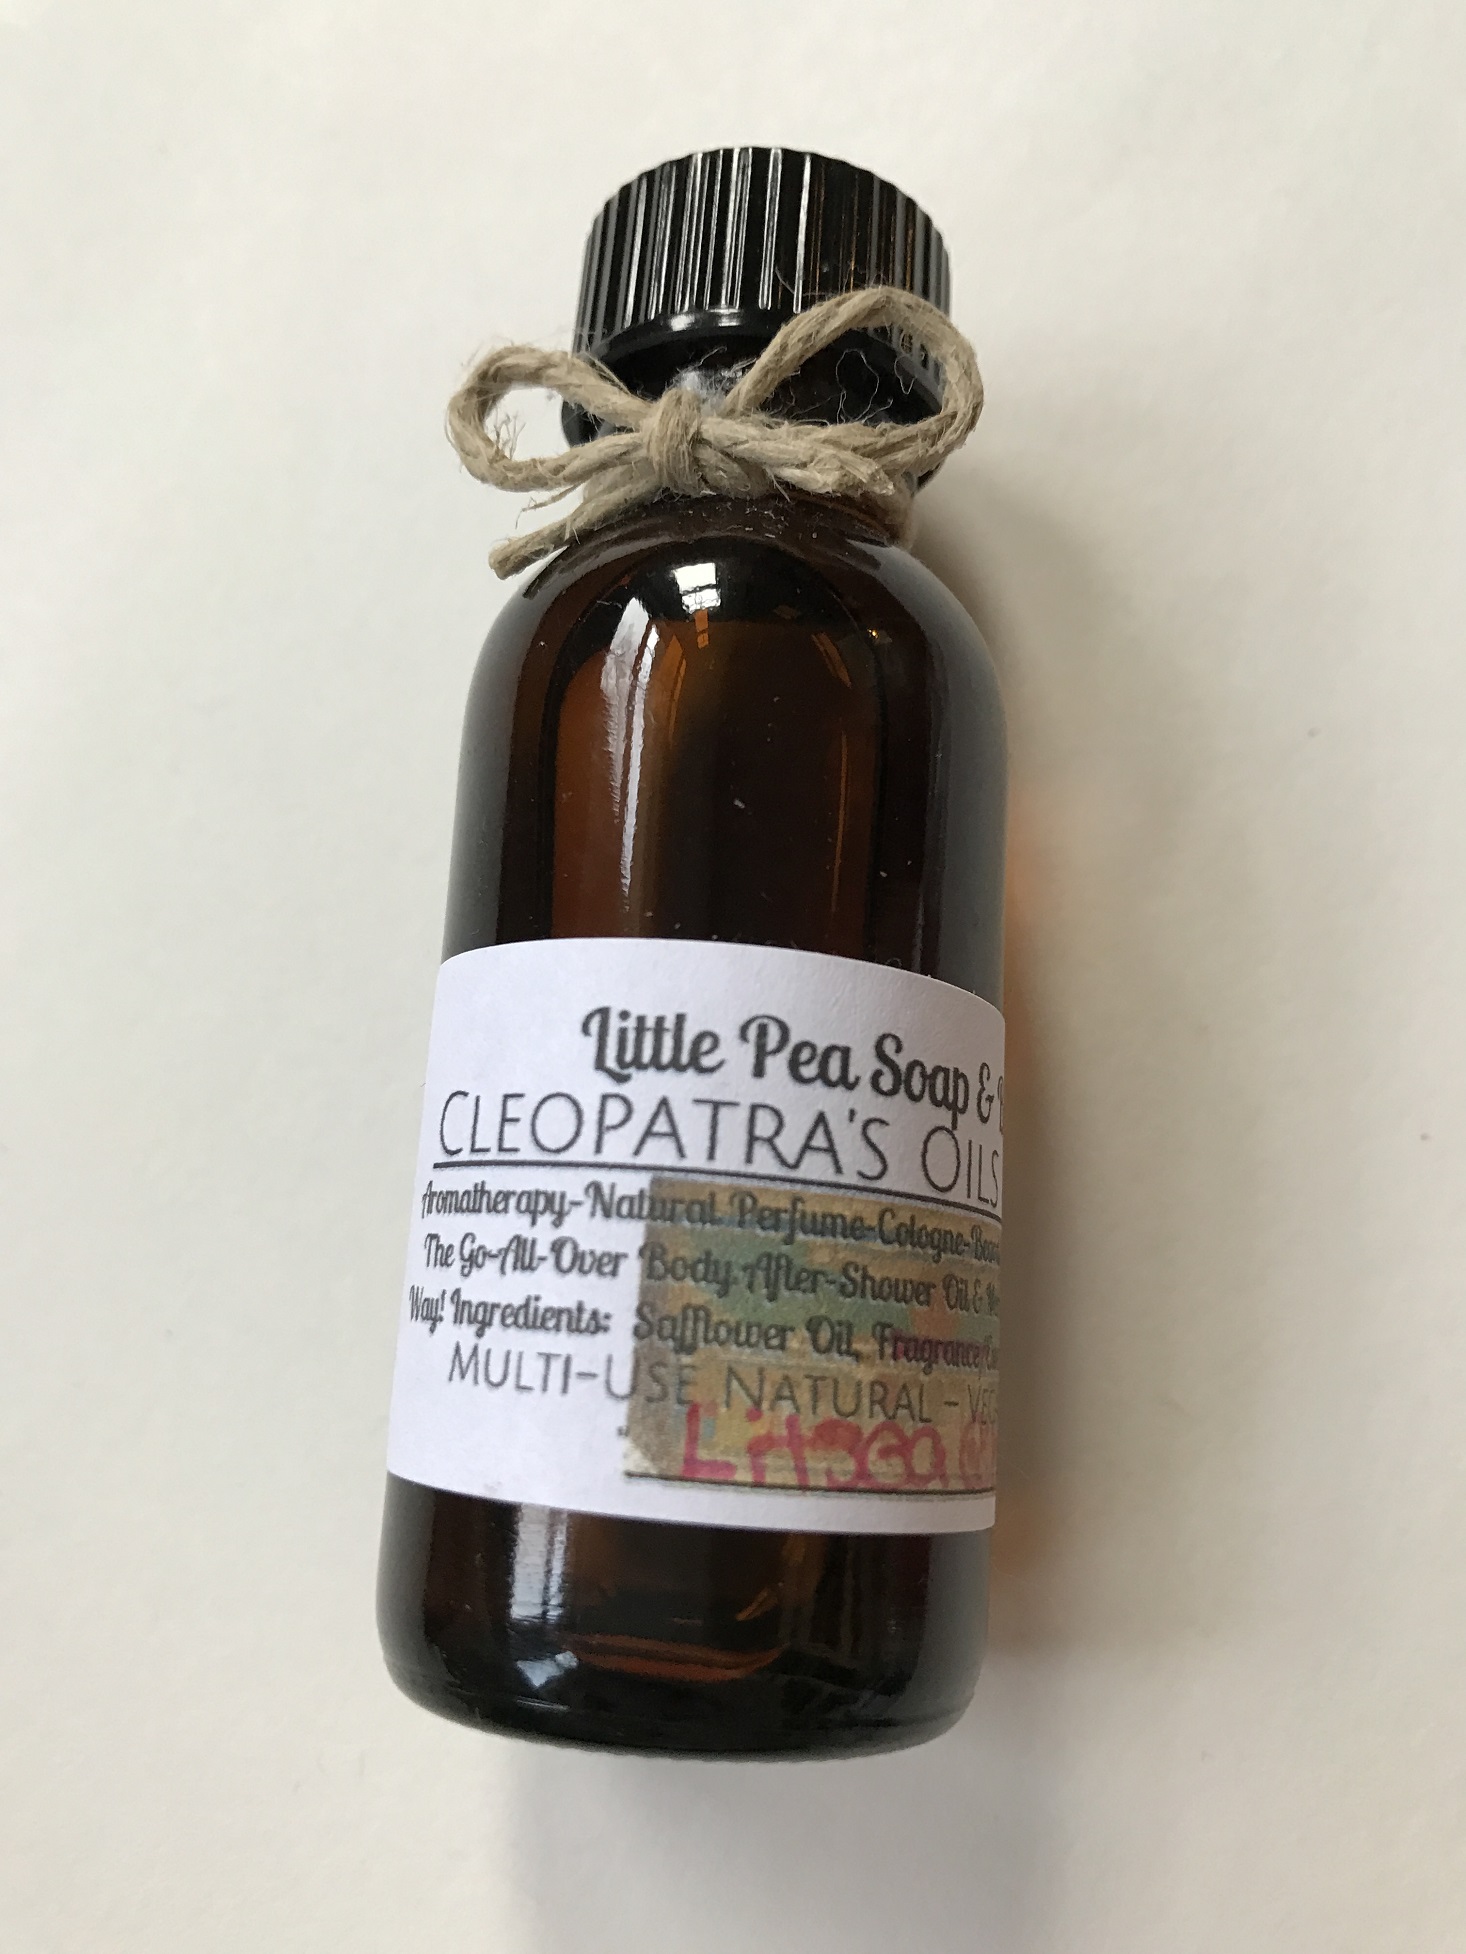 Little Pea Soap &
CLEOPATRA'S OILS
Aromatherapy-Natural Perfume-Cologne-
The Go-All-Over Body After-Shower Oil &
Way! Ingredients: Safflower Oil, Fragrance
MULTI-USE NATURAL -
Litsea